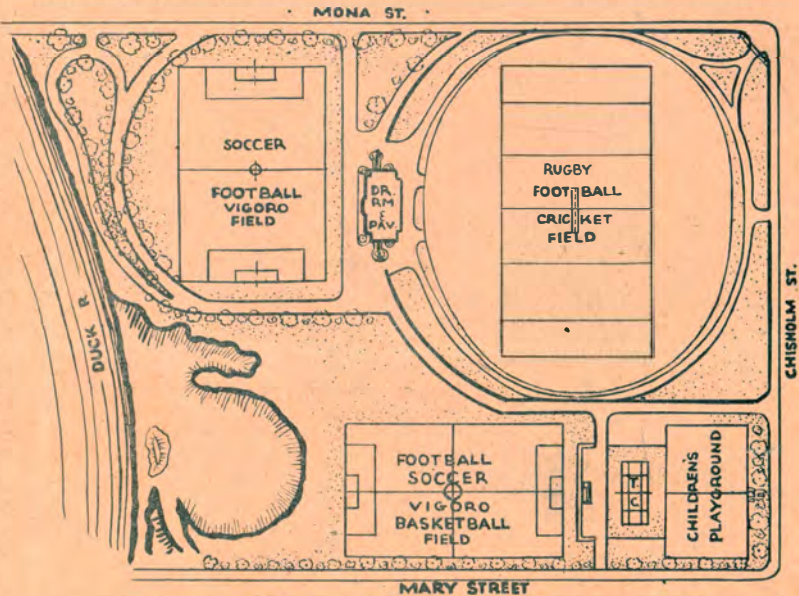 MONA ST.
SOCCER
FOOTBALL
VIGORO
FIELD
DR.
RM
&
PAV.
RUGBY
FOOTBALL
CRICKET
FIELD
DUCK R
CHISHOLM ST.
FOOTBALL
SOCCER
VIGORO
BASKETBALL
FIELD
T
C
CHILDREN'S
PLAYGROUND
MARY STREET